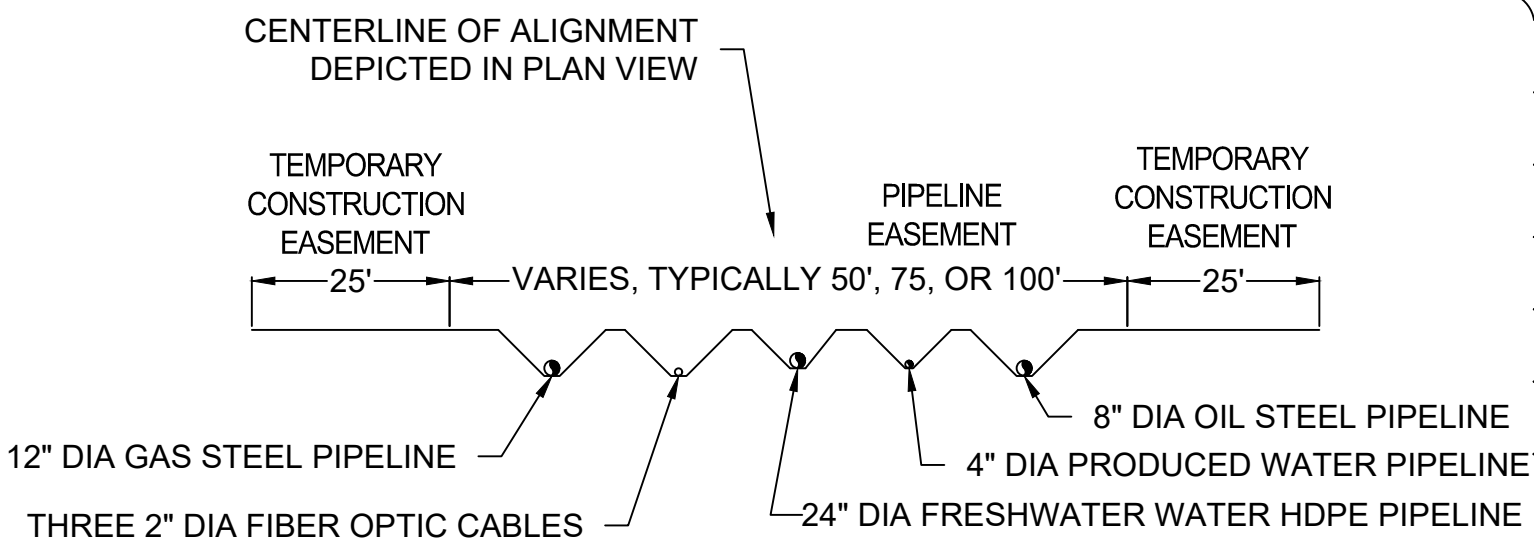 CENTERLINE OF ALIGNMENT
DEPICTED IN PLAN VIEW
TEMPORARY
CONSTRUCTION
EASEMENT
PIPELINE
EASEMENT
TEMPORARY
CONSTRUCTION
EASEMENT
25'
VARIES, TYPICALLY 50', 75, OR 100'
25'
8" DIA OIL STEEL PIPELINE
12" DIA GAS STEEL PIPELINE
4" DIA PRODUCED WATER PIPELINE
THREE 2" DIA FIBER OPTIC CABLES
24" DIA FRESHWATER WATER HDPE PIPELINE